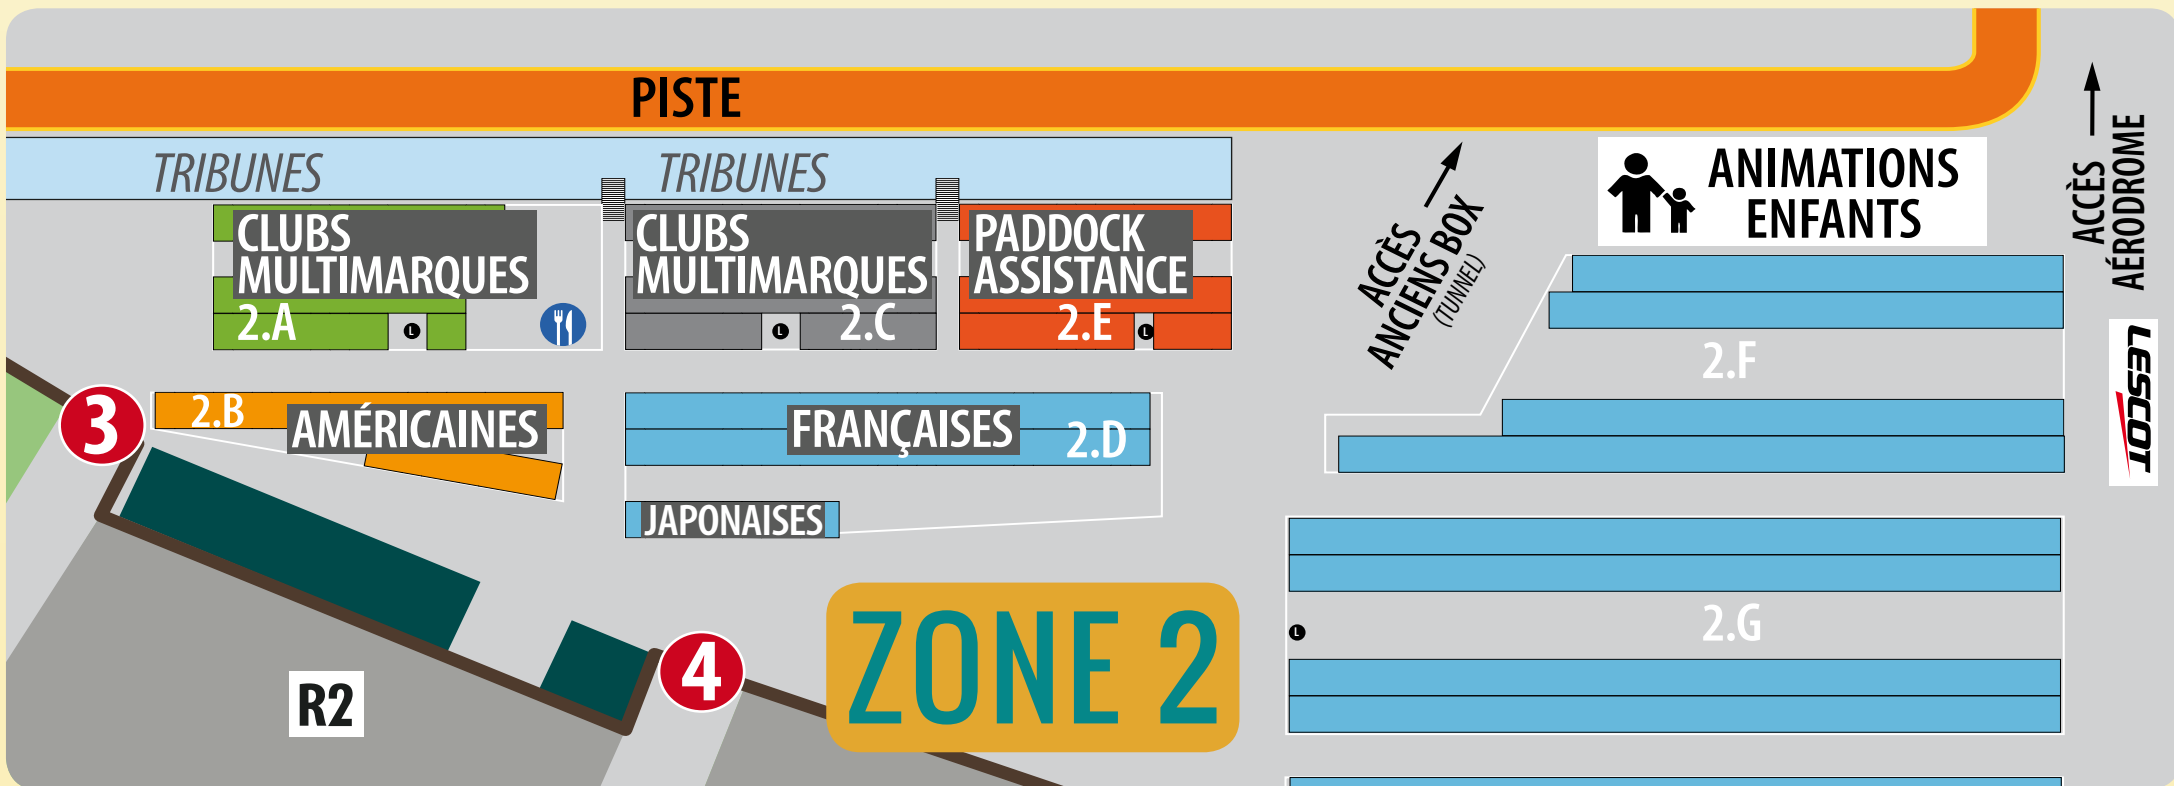 PISTE
TRIBUNES
TRIBUNES
CLUBS
MULTIMARQUES
2.A
L
CLUBS
MULTIMARQUES
2.C
L
PADDOCK
ASSISTANCE
2.E
L
ACCÈS
ANCIENS BOX
(TUNNEL)
ANIMATIONS
ENFANTS
ACCÈS
AÉRODROME
LESCOT
2.F
3
2.B
AMÉRICAINES
FRANÇAISES
2.D
JAPONAISES
ZONE 2
4
R2
L
2.G